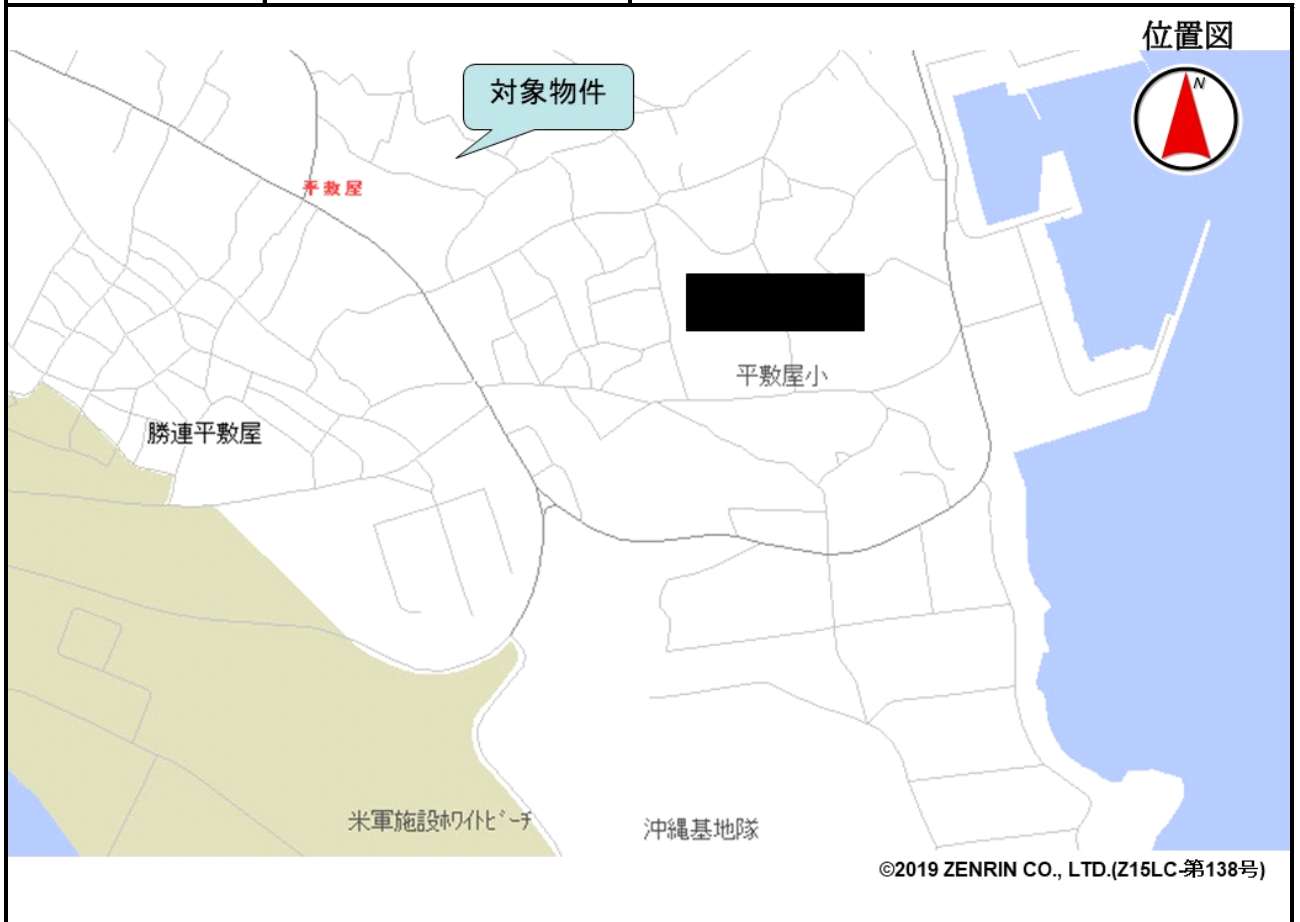 位置図
N
対象物件
平敷屋
平敷屋小
勝連平敷屋
米軍施設ﾎﾜｲﾄﾋﾞｰﾁ
沖縄基地隊
©2019 ZENRIN CO., LTD.(Z15LC-第138号)